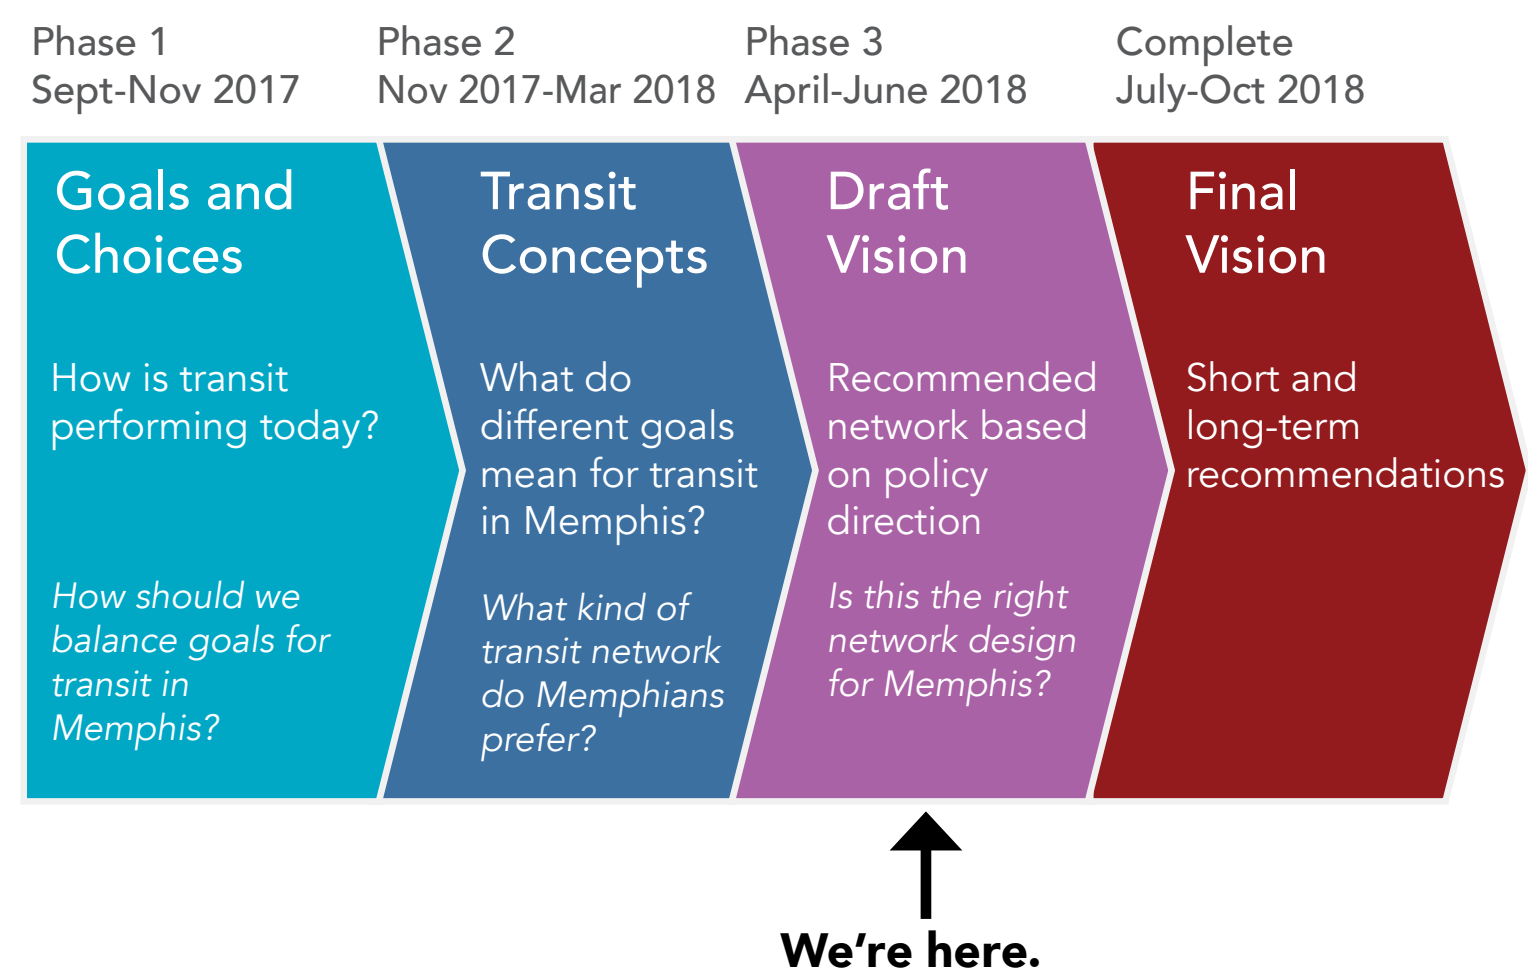 Phase 1
Sept-Nov 2017
Phase 2
Nov 2017-Mar 2018
Phase 3
April-June 2018
Complete
July-Oct 2018
Goals and
Choices
How is transit
performing today?
How should we
balance goals for
transit in
Memphis?
Transit
Concepts
What do
different goals
mean for transit
in Memphis?
What kind of
transit network
do Memphians
prefer?
Draft
Vision
Recommended
network based
on policy
direction
Is this the right
network design
for Memphis?
Final
Vision
Short and
long-term
recommendations
We’re here.